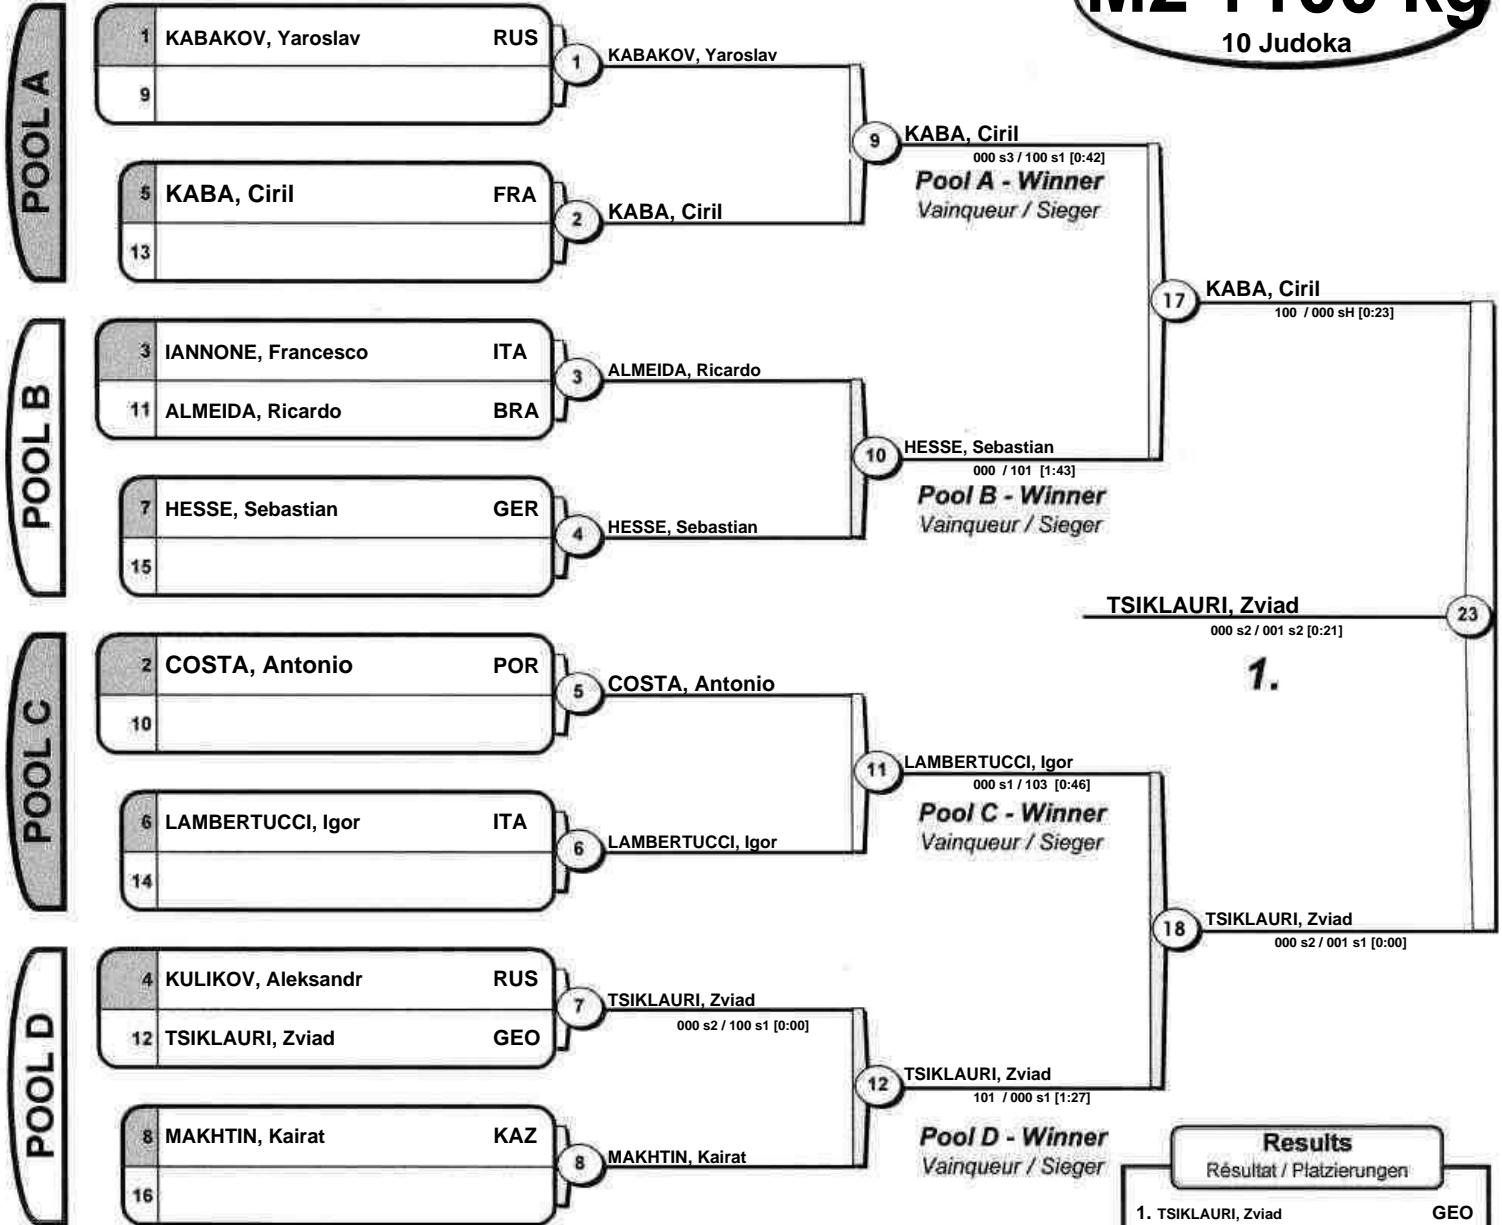 M2 +100 kg
10 Judoka
POOL A
1 KABAKOV, Yaroslav RUS
9
5 KABA, Ciril FRA
13
1 KABAKOV, Yaroslav
2 KABA, Ciril
9 KABA, Ciril
000 s3 / 100 s1 [0:42]
Pool A - Winner
Vainqueur / Sieger
POOL B
3 IANNONE, Francesco ITA
11 ALMEIDA, Ricardo BRA
7 HESSE, Sebastian GER
15
3 ALMEIDA, Ricardo
4 HESSE, Sebastian
10 HESSE, Sebastian
000 / 101 [1:43]
Pool B - Winner
Vainqueur / Sieger
17 KABA, Ciril
100 / 000 sH [0:23]
TSIKLAURI, Zviad 23
000 s2 / 001 s2 [0:21]
1.
POOL C
2 COSTA, Antonio POR
10
6 LAMBERTUCCI, Igor ITA
14
5 COSTA, Antonio
6 LAMBERTUCCI, Igor
11 LAMBERTUCCI, Igor
000 s1 / 103 [0:46]
Pool C - Winner
Vainqueur / Sieger
18 TSIKLAURI, Zviad
000 s2 / 001 s1 [0:00]
POOL D
4 KULIKOV, Aleksandr RUS
12 TSIKLAURI, Zviad GEO
8 MAKHTIN, Kairat KAZ
16
7 TSIKLAURI, Zviad
000 s2 / 100 s1 [0:00]
8 MAKHTIN, Kairat
12 TSIKLAURI, Zviad
101 / 000 s1 [1:27]
Pool D - Winner
Vainqueur / Sieger
Results
Résultat / Platzierungen
1. TSIKLAURI, Zviad GEO